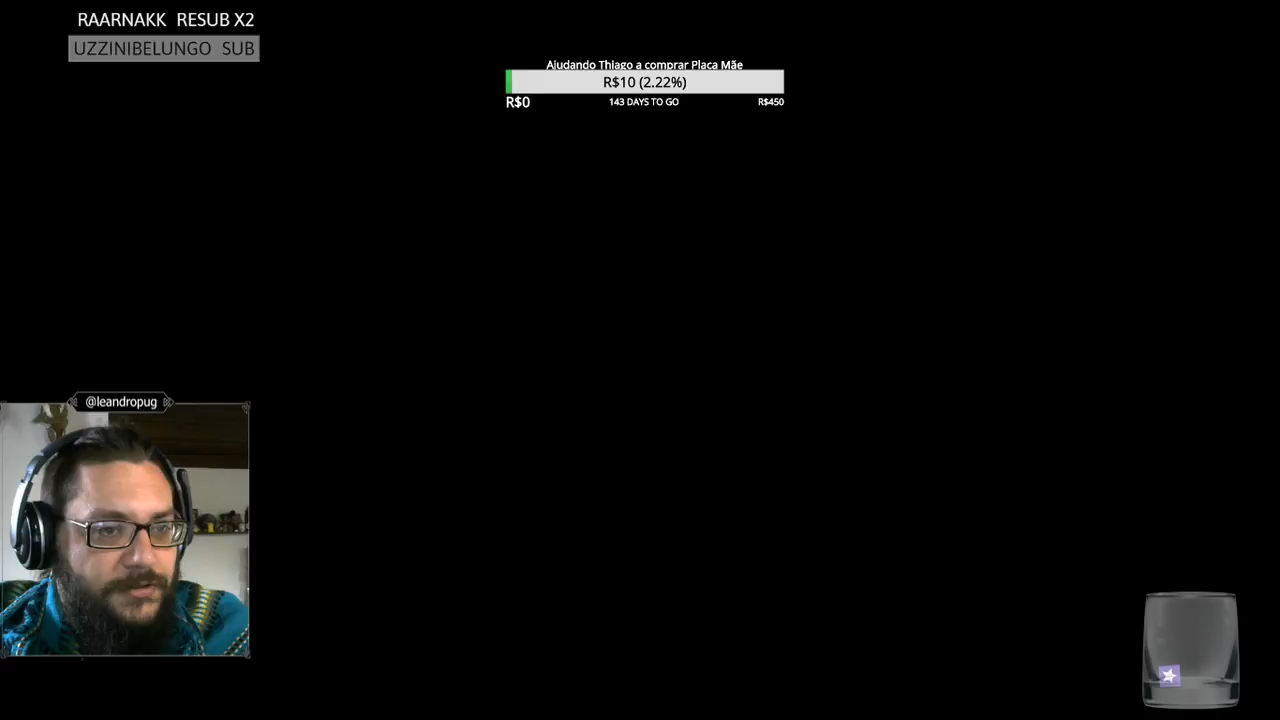 RAARNAKK RESUB X2
UZZINIBELUNGO SUB
Ajudando Thiago a comprar Placa Mãe
R$10 (2.22%)
R$0 143 DAYS TO GO R$450
@leandropug